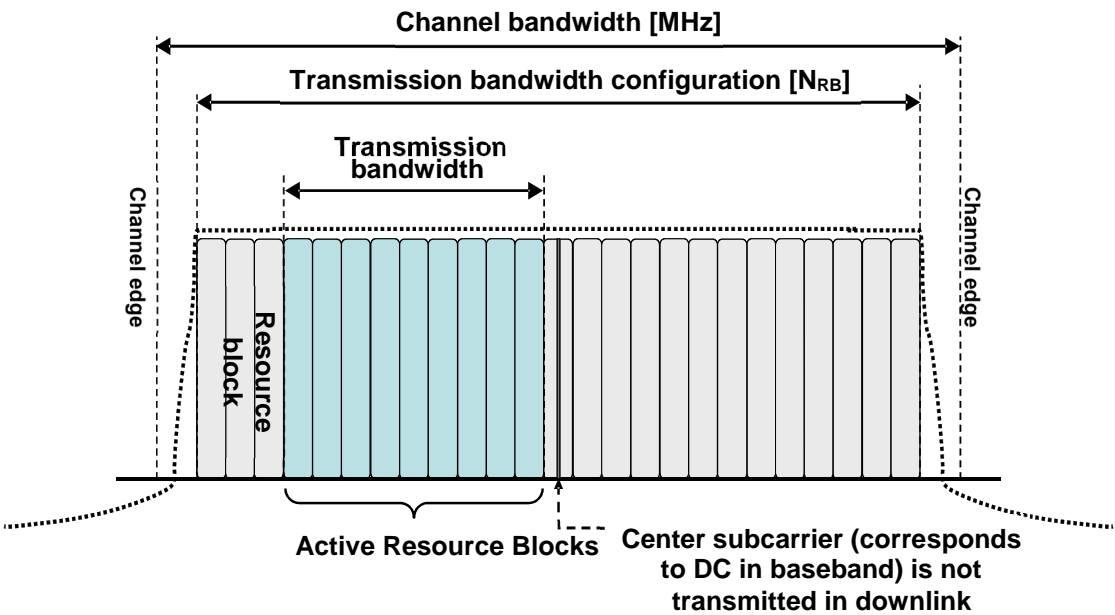 Channel bandwidth [MHz]
Transmission bandwidth configuration [NRB]
Transmission
bandwidth
Channel edge
Channel edge
Resource
block
Active Resource Blocks
Center subcarrier (corresponds
to DC in baseband) is not
transmitted in downlink